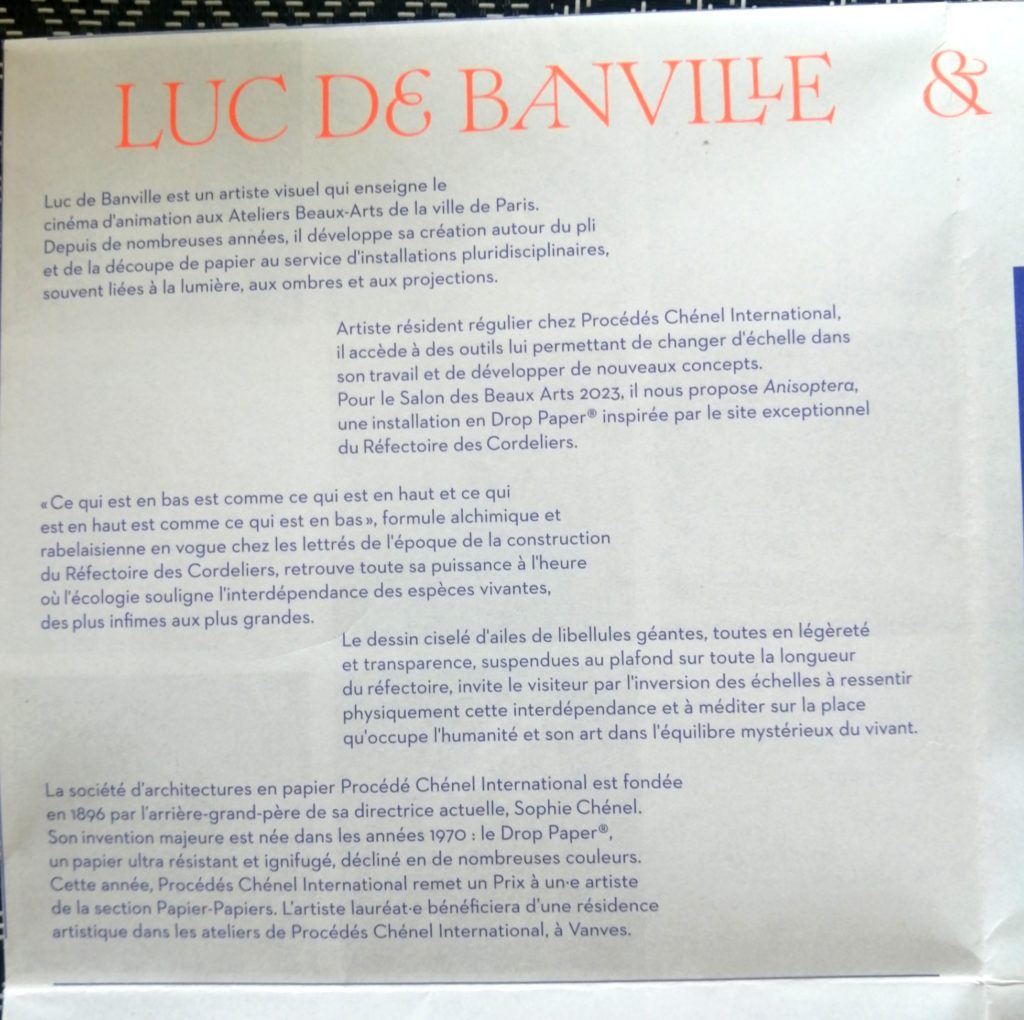 LUC DE BANVILLE &
Luc de Banville est un artiste visuel qui enseigne le
cinéma d'animation aux Ateliers Beaux-Arts de la ville de Paris.
Depuis de nombreuses années, il développe sa création autour du pli
et de la découpe de papier au service d'installations pluridisciplinaires,
souvent liées à la lumière, aux ombres et aux projections.
Artiste résident régulier chez Procédés Chénel International,
il accède à des outils lui permettant de changer d'échelle dans
son travail et de développer de nouveaux concepts.
Pour le Salon des Beaux Arts 2023, il nous propose Anisoptera,
une installation en Drop Paper® inspirée par le site exceptionnel
du Réfectoire des Cordeliers.
«Ce qui est en bas est comme ce qui est en haut et ce qui
est en haut est comme ce qui est en bas», formule alchimique et
rabelaisienne en vogue chez les lettrés de l'époque de la construction
du Réfectoire des Cordeliers, retrouve toute sa puissance à l'heure
où l'écologie souligne l'interdépendance des espèces vivantes,
des plus infimes aux plus grandes.
Le dessin ciselé d'ailes de libellules géantes, toutes en légèreté
et transparence, suspendues au plafond sur toute la longueur
du réfectoire, invite le visiteur par l'inversion des échelles à ressentir
physiquement cette interdépendance et à méditer sur la place
qu'occupe l'humanité et son art dans l'équilibre mystérieux du vivant.
La société d'architectures en papier Procédé Chénel International est fondée
en 1896 par l'arrière-grand-père de sa directrice actuelle, Sophie Chénel.
Son invention majeure est née dans les années 1970 : le Drop Paper®,
un papier ultra résistant et ignifugé, décliné en de nombreuses couleurs.
Cette année, Procédés Chénel International remet un Prix à un·e artiste
de la section Papier-Papiers. L'artiste lauréat·e bénéficiera d'une résidence
artistique dans les ateliers de Procédés Chénel International, à Vanves.